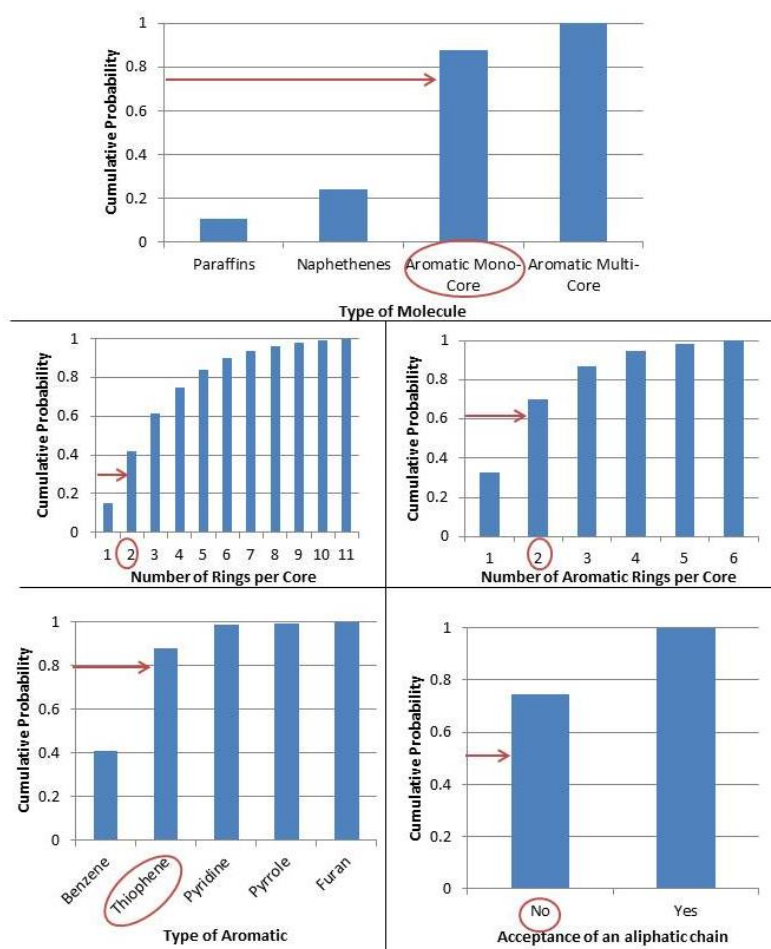 Cumulative Probability
1
0.8
0.6
0.4
0.2
0
Paraffins Naphethenes Aromatic Mono- Aromatic Multi-
Core Core
Type of Molecule
Cumulative Probability
1
0.8
0.6
0.4
0.2
0
1 2 3 4 5 6 7 8 9 10 11
Number of Rings per Core
Cumulative Probability
1
0.8
0.6
0.4
0.2
0
1 2 3 4 5 6
Number of Aromatic Rings per Core
Cumulative Probability
1
0.8
0.6
0.4
0.2
0
Benzene Thiophene Pyridine Pyrrole Furan
Type of Aromatic
Cumulative Probability
1
0.8
0.6
0.4
0.2
0
No Yes
Acceptance of an aliphatic chain